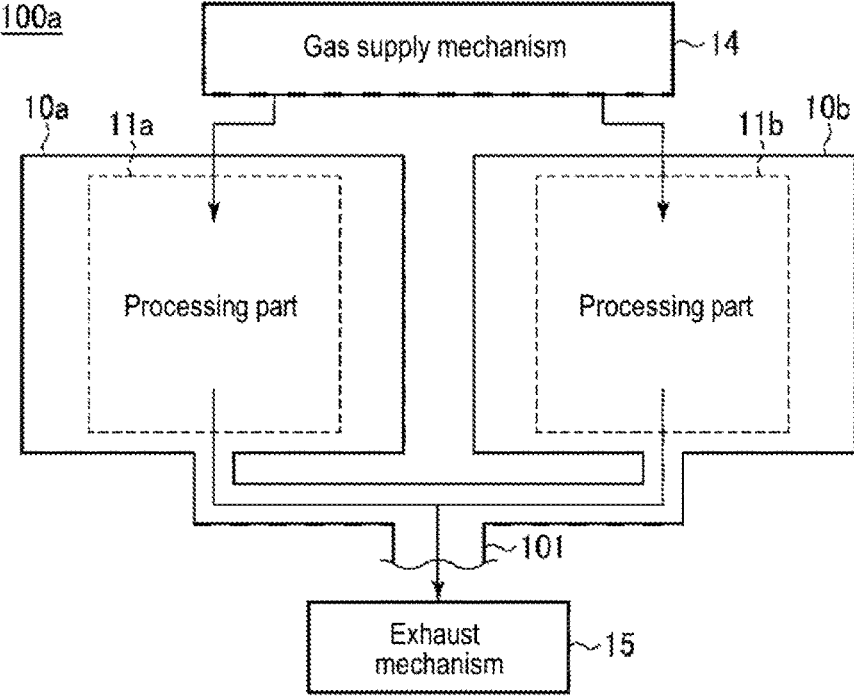 100a
Gas supply mechanism
14
10a
11a
11b
10b
Processing part
Processing part
101
Exhaust
mechanism
15